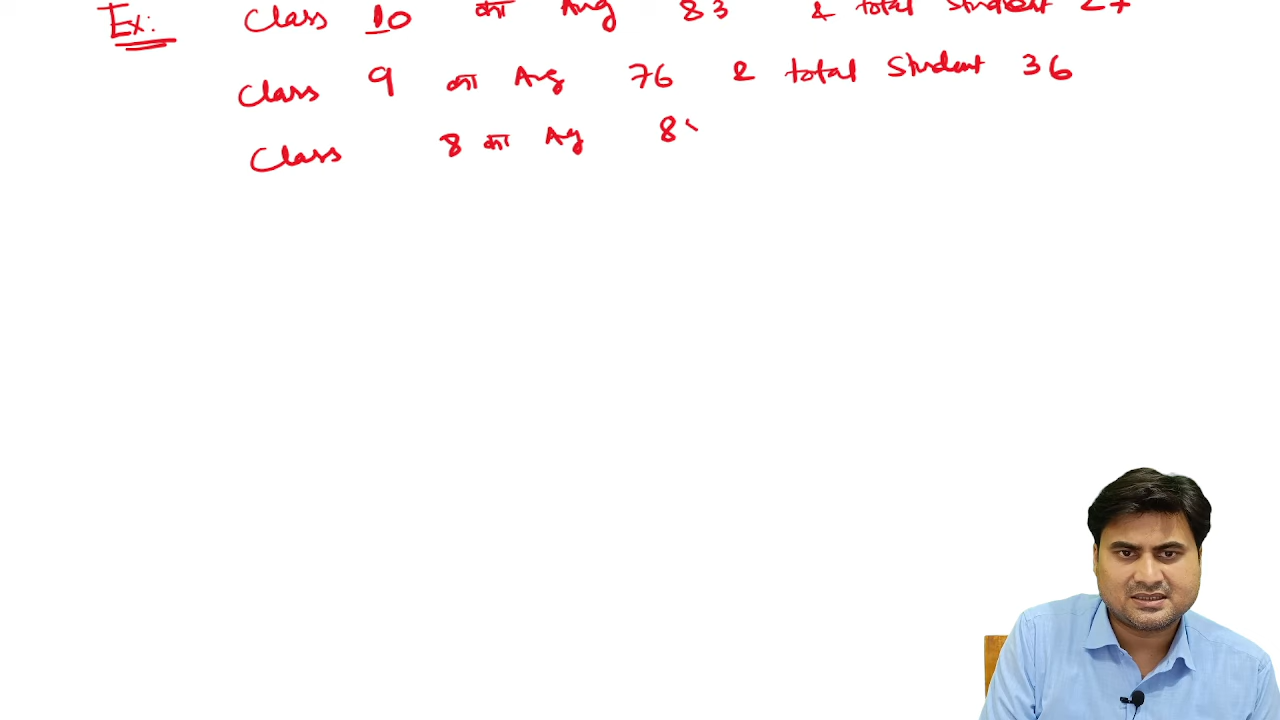 Ex: Class 10 का Avg 83 & total Student 27
Class 9 का Avg 76 & total Student 36
Class 8 का Avg